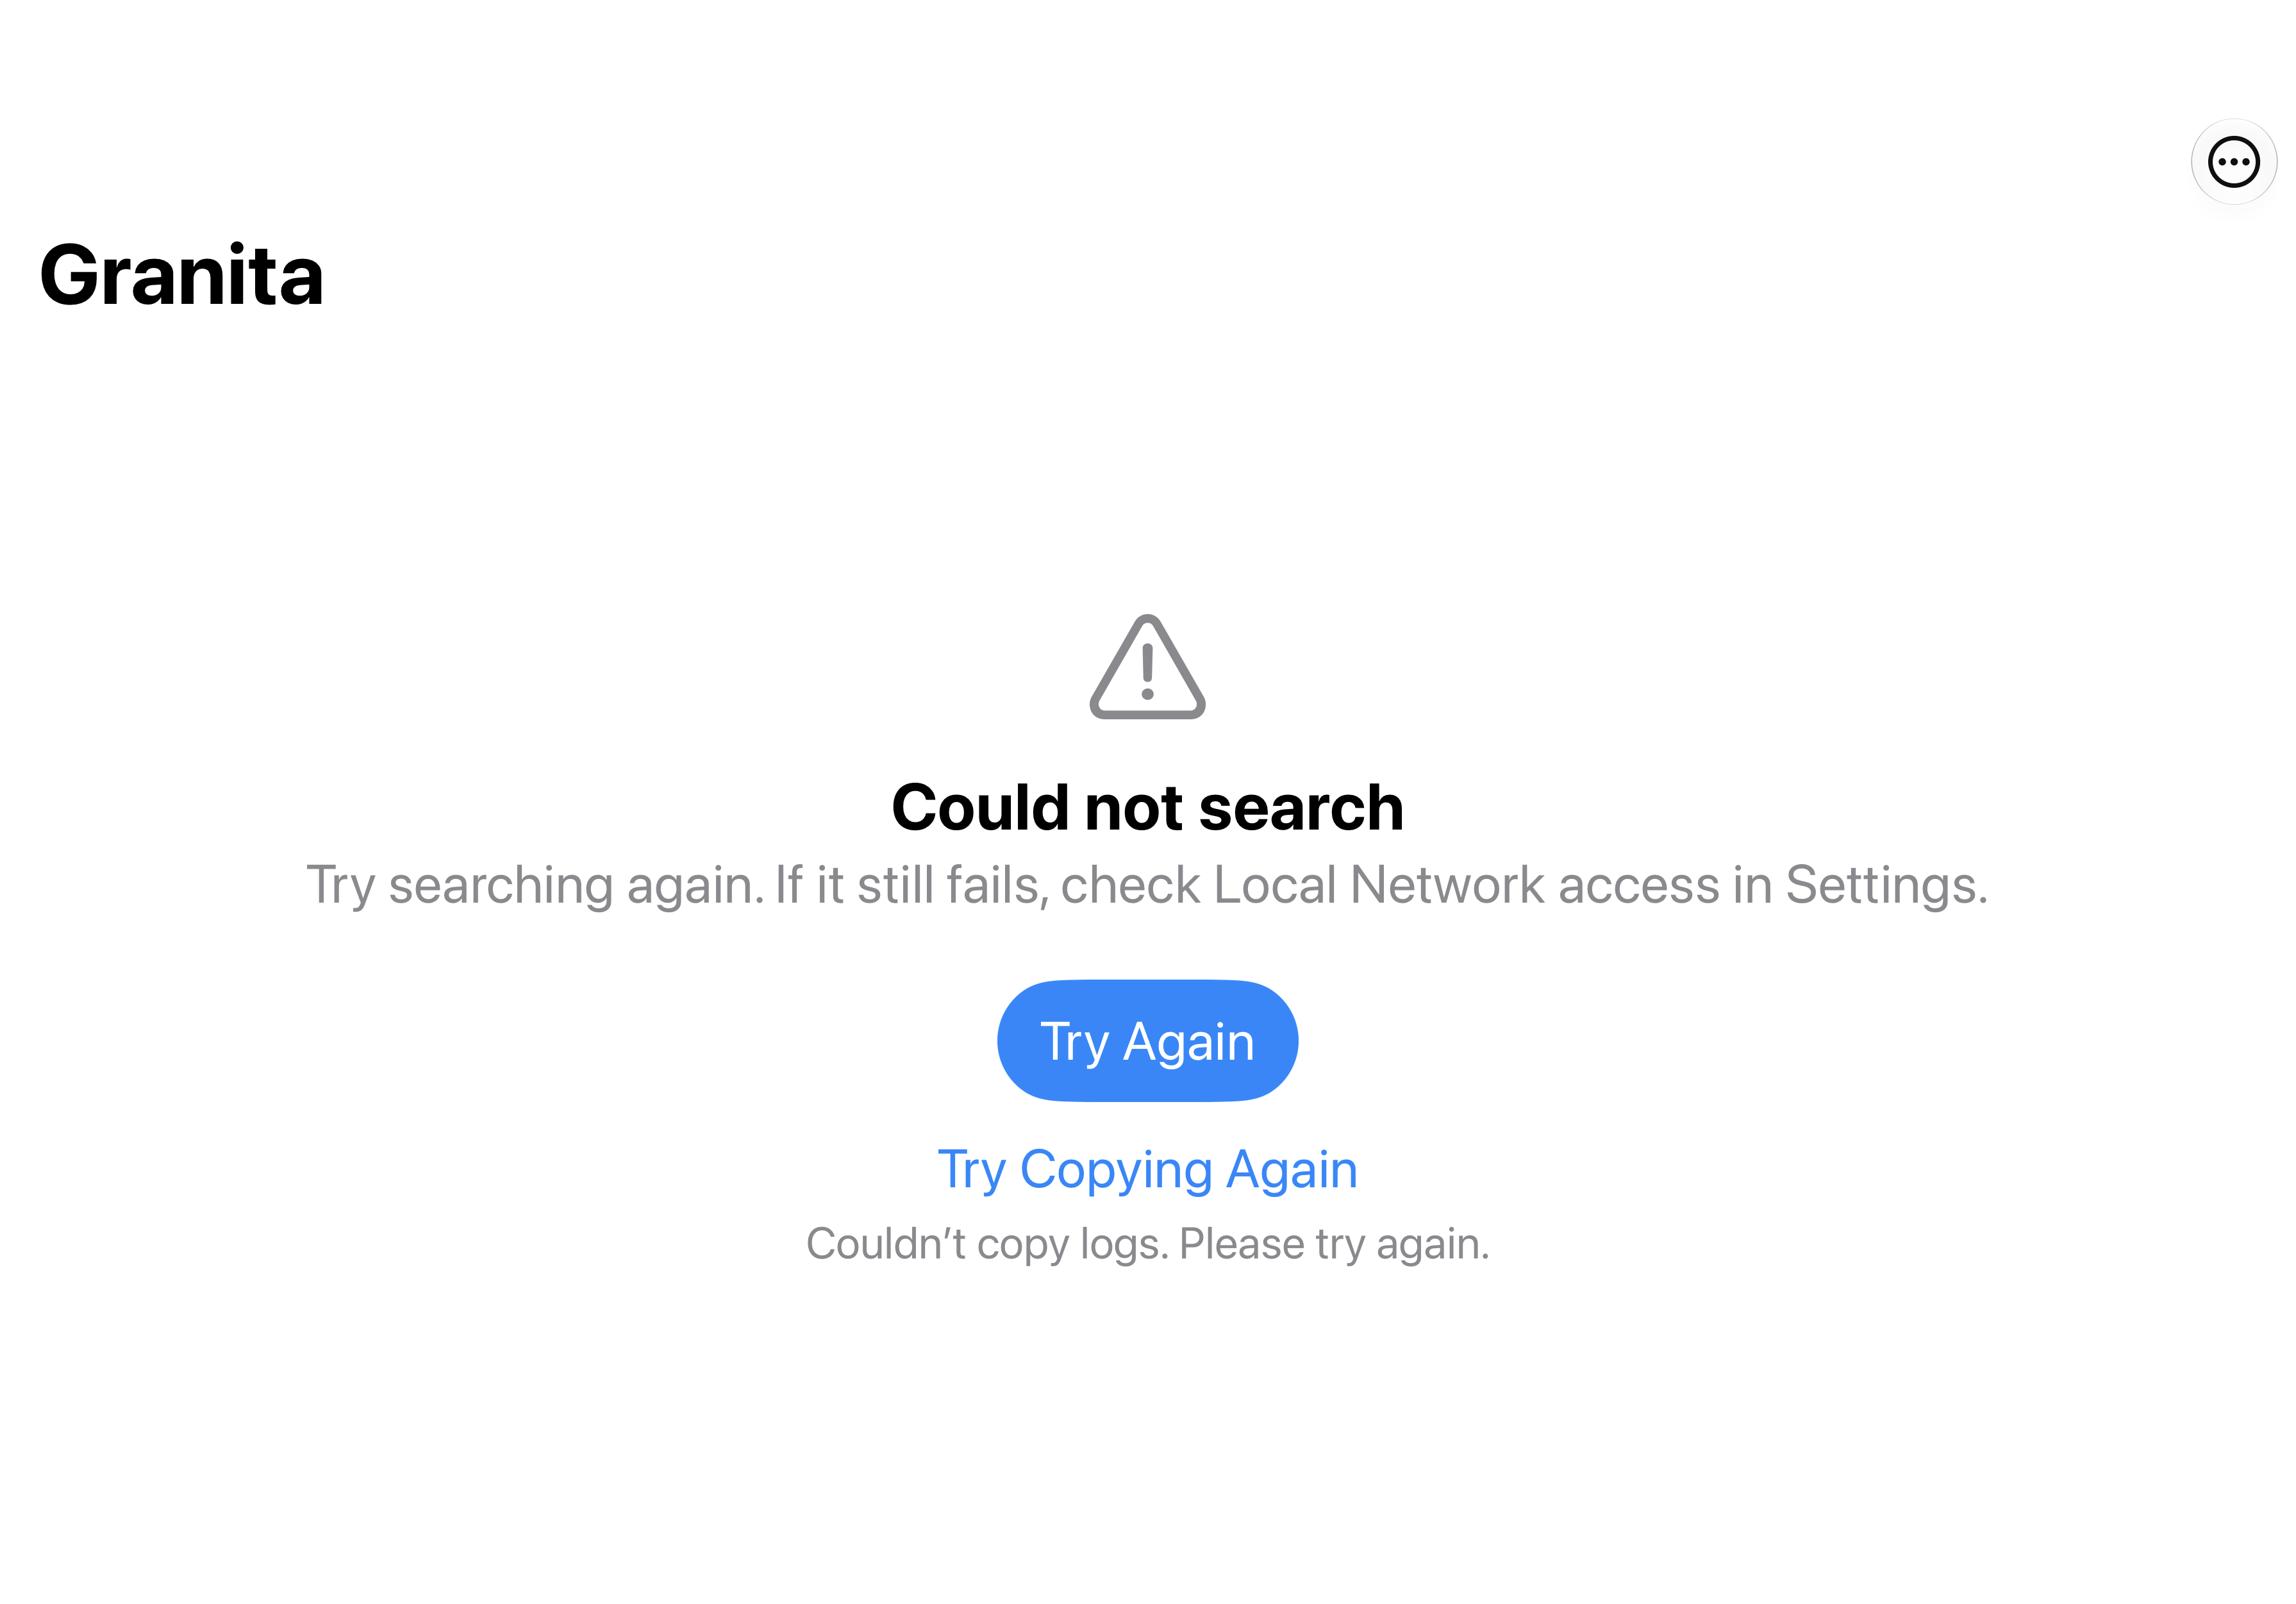 Granita
Could not search
Try searching again. If it still fails, check Local Network access in Settings.
Try Again
Try Copying Again
Couldn’t copy logs. Please try again.